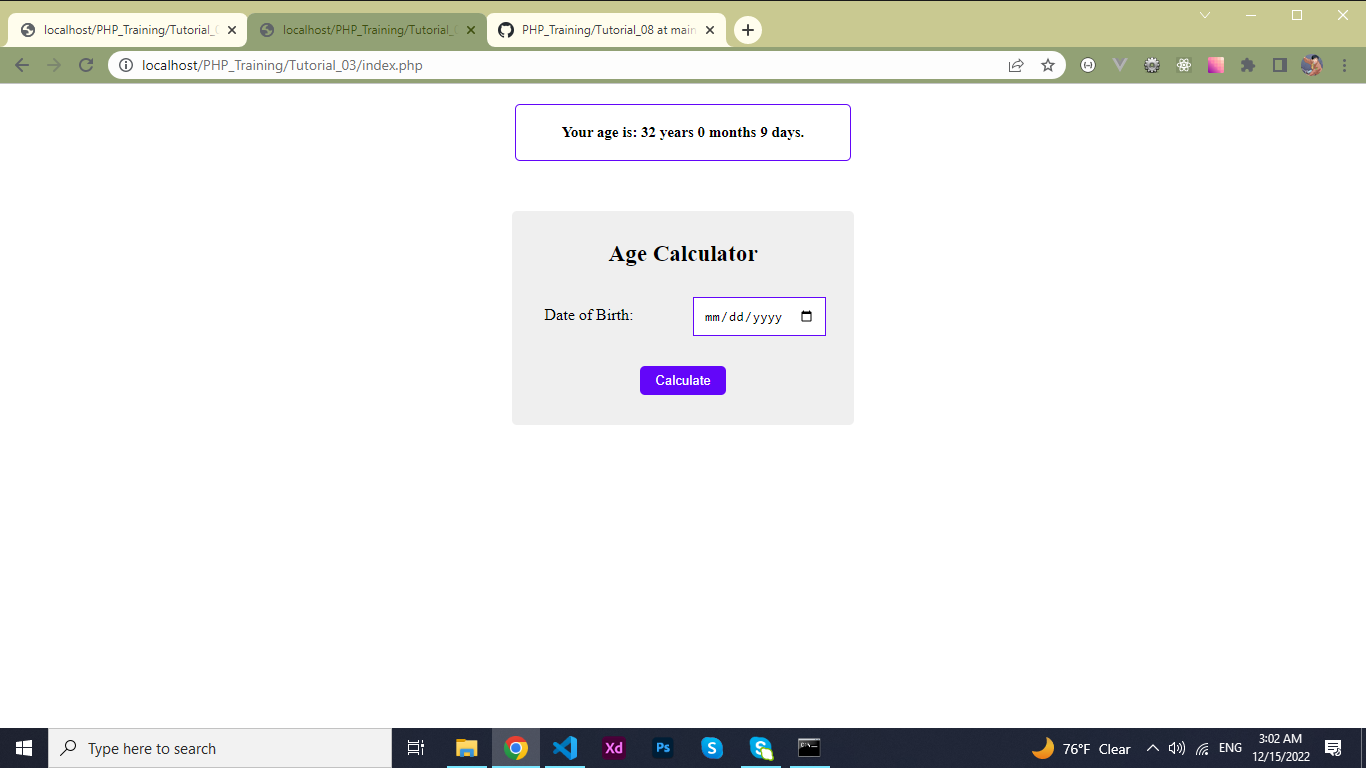 localhost/PHP_Training/Tutorial_
localhost/PHP_Training/Tutorial_
PHP_Training/Tutorial_08 at main
localhost/PHP_Training/Tutorial_03/index.php
Your age is: 32 years 0 months 9 days.
Age Calculator
Date of Birth:
mm/dd/yyyy
Calculate
Type here to search
Xd
Ps
S
76°F Clear
ENG
3:02 AM
12/15/2022